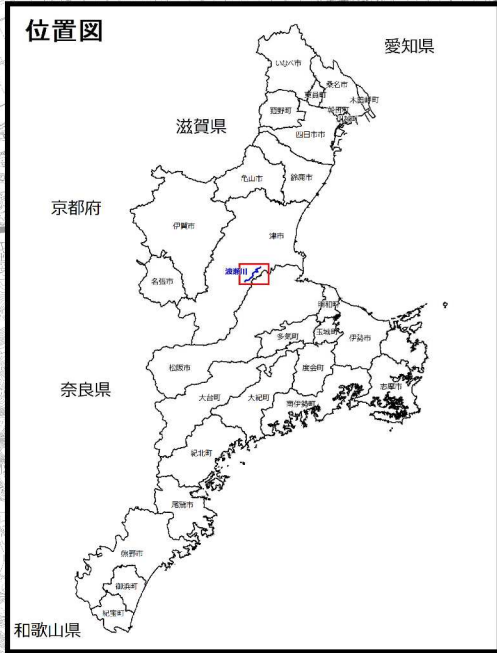 位置図
愛知県
いなべ市
桑名市
東員町
木曽岬町
菰野町
朝日町
川越町
四日市市
滋賀県
亀山市
鈴鹿市
京都府
伊賀市
津市
名張市
波瀬川
明和町
多気町
玉城町
伊勢市
松阪市
度会町
奈良県
大台町
大紀町
南伊勢町
志摩市
紀北町
尾鷲市
熊野市
御浜町
紀宝町
和歌山県